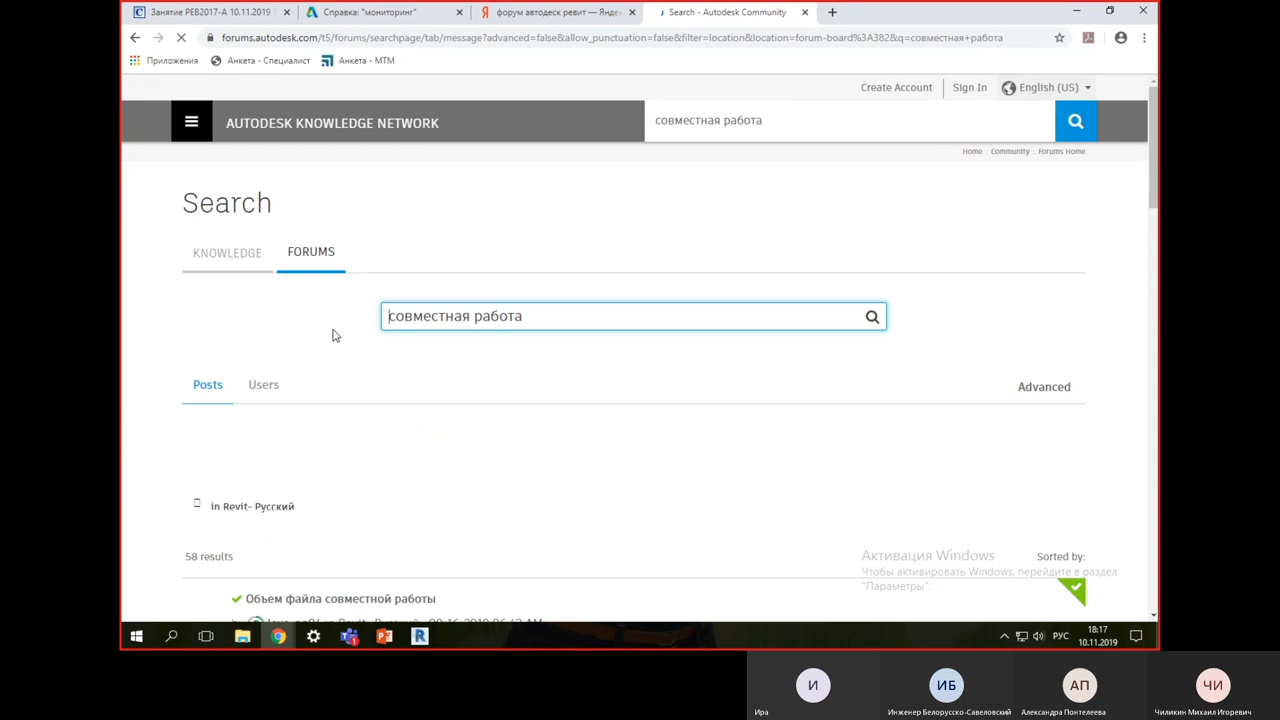 Занятие РЕВ2017-А 10.11.2019
Справка: "мониторинг"
форум автодеск ревит — Яндек
Search - Autodesk Community
forums.autodesk.com/t5/forums/searchpage/tab/message?advanced=false&allow_punctuation=false&filter=location&location=forum-board%3A382&q=совместная+работа
Приложения
Анкета - Специалист
Анкета - МТМ
Create Account
Sign In
English (US)
AUTODESK KNOWLEDGE NETWORK
совместная работа
Home : Community : Forums Home
Search
KNOWLEDGE
FORUMS
совместная работа
Posts
Users
Advanced
in Revit- Русский
58 results
Sorted by:
Активация Windows
Чтобы активировать Windows, перейдите в раздел
"Параметры".
Объем файла совместной работы
in Revit- Русский
РУС
18:17
10.11.2019
И
ИБ
АП
ЧИ
Ира
Инженер Белорусско-Савеловский
Александра Понтелеева
Чиликин Михаил Игоревич